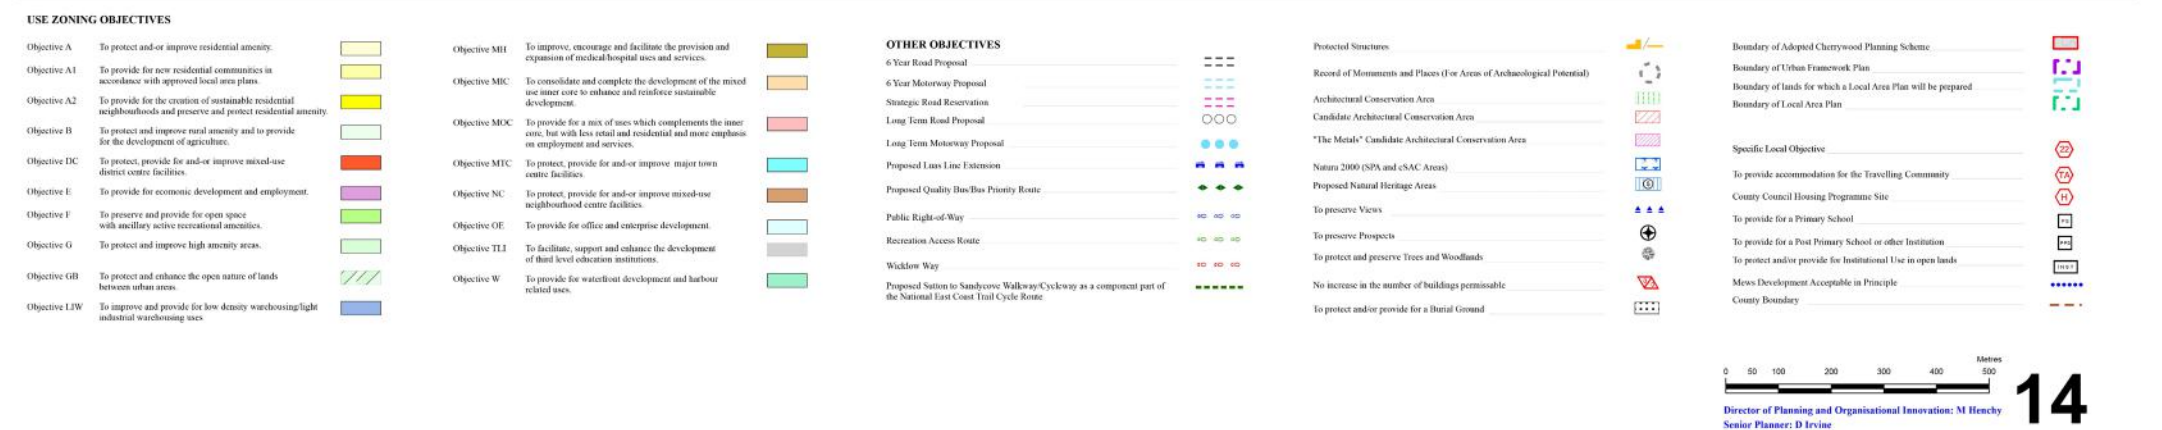 USE ZONING OBJECTIVES
Objective A To protect and-or improve residential amenity.
Objective A1 To provide for new residential communities in
accordance with approved local area plans.
Objective A2 To provide for the creation of sustainable residential
neighbourhoods and preserve and protect residential amenity.
Objective B To protect and improve rural amenity and to provide
for the development of agriculture.
Objective DC To protect, provide for and-or improve mixed-use
district centre facilities.
Objective E To provide for economic development and employment.
Objective F To preserve and provide for open space
with ancillary active recreational amenities.
Objective G To protect and improve high amenity areas.
Objective GB To protect and enhance the open nature of lands
between urban areas.
Objective LIW To improve and provide for low density warehousing/light
industrial warehousing uses
Objective MH To improve, encourage and facilitate the provision and
expansion of medical/hospital uses and services.
Objective MIC To consolidate and complete the development of the mixed
use inner core to enhance and reinforce sustainable
development.
Objective MOC To provide for a mix of uses which complements the inner
core, but with less retail and residential and more emphasis
on employment and services.
Objective MTC To protect, provide for and-or improve major town
centre facilities.
Objective NC To protect, provide for and-or improve mixed-use
neighbourhood centre facilities.
Objective OE To provide for office and enterprise development.
Objective TLI To facilitate, support and enhance the development
of third level education institutions.
Objective W To provide for waterfront development and harbour
related uses.
OTHER OBJECTIVES
6 Year Road Proposal
6 Year Motorway Proposal
Strategic Road Reservation
Long Term Road Proposal
Long Term Motorway Proposal
Proposed Luas Line Extension
Proposed Quality Bus/Bus Priority Route
Public Right-of-Way
Recreation Access Route
Wicklow Way
Proposed Sutton to Sandycove Walkway/Cycleway as a component part of
the National East Coast Trail Cycle Route
Protected Structures
Record of Monuments and Places (For Areas of Archaeological Potential)
Architectural Conservation Area
Candidate Architectural Conservation Area
"The Metals" Candidate Architectural Conservation Area
Natura 2000 (SPA and cSAC Areas)
Proposed Natural Heritage Areas
To preserve Views
To preserve Prospects
To protect and preserve Trees and Woodlands
No increase in the number of buildings permissable
To protect and/or provide for a Burial Ground
Boundary of Adopted Cherrywood Planning Scheme
Boundary of Urban Framework Plan
Boundary of lands for which a Local Area Plan will be prepared
Boundary of Local Area Plan
Specific Local Objective 22
To provide accommodation for the Travelling Community TA
County Council Housing Programme Site H
To provide for a Primary School PS
To provide for a Post Primary School or other Institution
To protect and/or provide for Institutional Use in open lands INST
Mews Development Acceptable in Principle
County Boundary
Metres
0 50 100 200 300 400 500
14
Director of Planning and Organisational Innovation: M Henchy
Senior Planner: D Irvine